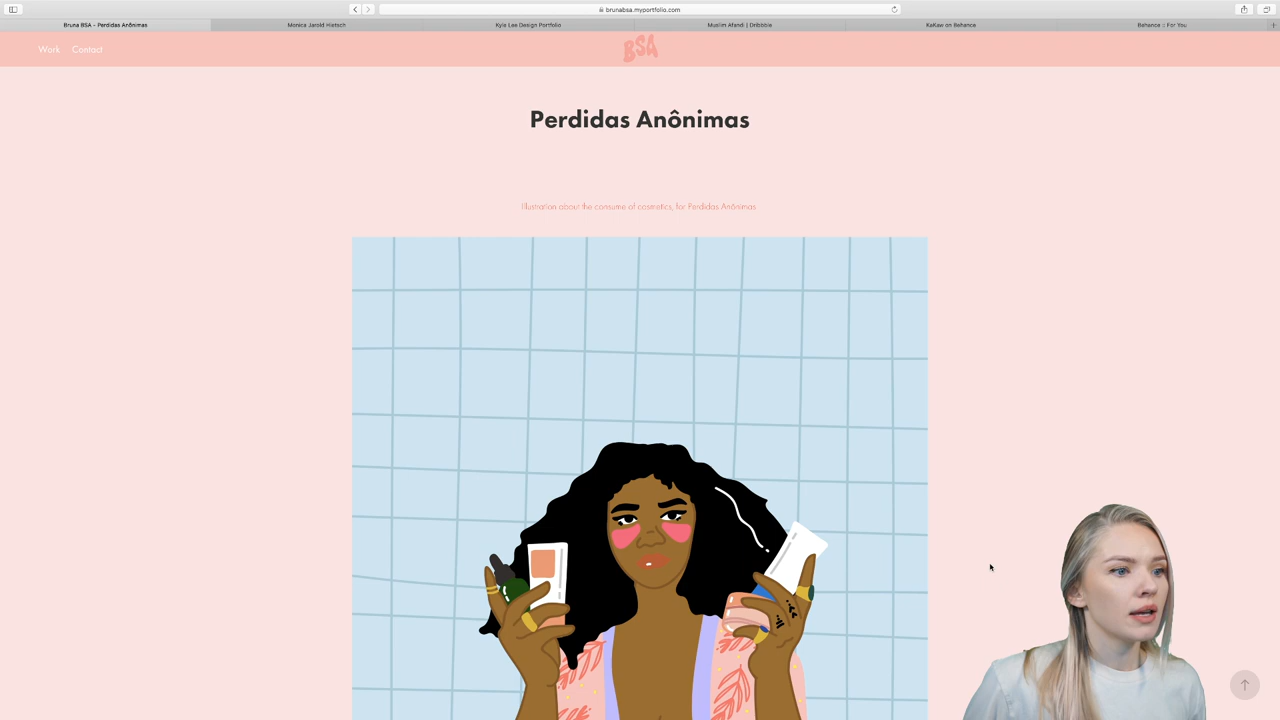 brunabsa.myportfolio.com
Bruna BSA - Perdidas Anônimas
Monica Jarold Hletsch
Kyle Lee Design Portfolio
Muslim Afandi | Dribbble
KaKaw on Behance
Behance :: For You
Work
Contact
BSA
Perdidas Anônimas
Illustration about the consume of cosmetics, for Perdidas Anônimas